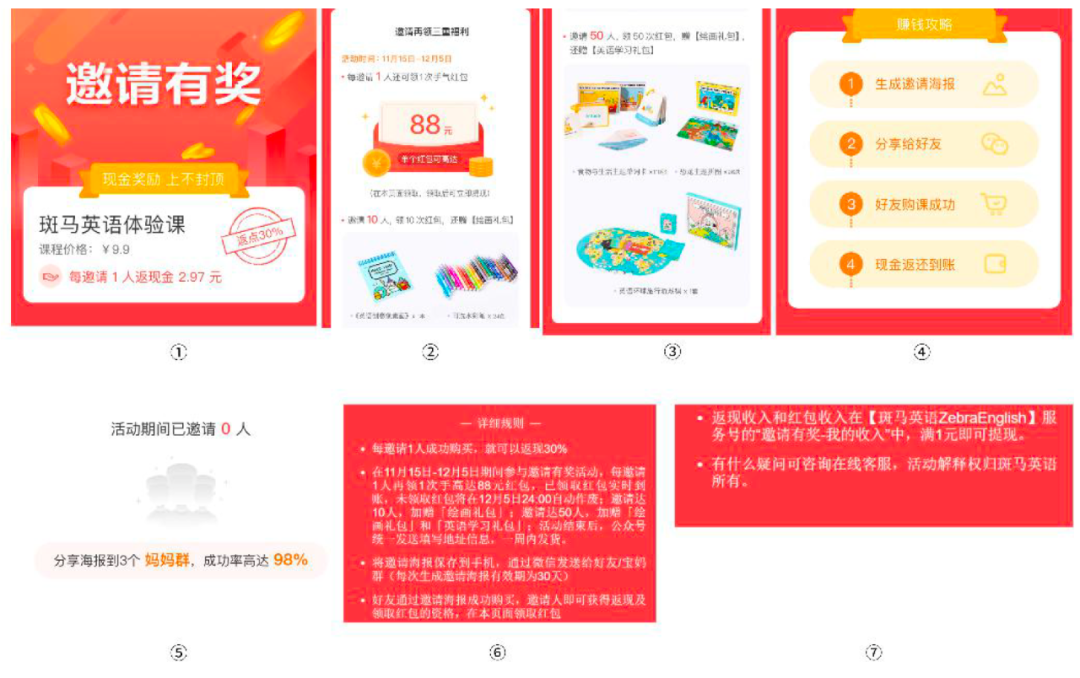 邀请有奖
现金奖励 上不封顶
斑马英语体验课
课程价格：￥9.9
返点30%
每邀请 1 人返现金 2.97 元
①
邀请再领三重福利
活动时间：11月15日-12月5日
• 每邀请 1 人还可领1次手气红包
88元
单个红包可高达
(在本页面领取，领取后可立即提现)
• 邀请 10 人，领 10 次红包，还赠【绘画礼包】
②
• 邀请 50 人，领 50 次红包，赠【绘画礼包】，
还赠【英语学习礼包】
③
赚钱攻略
1 生成邀请海报
2 分享给好友
3 好友购课成功
4 现金返还到账
④
活动期间已邀请 0 人
分享海报到3个 妈妈群，成功率高达 98%
⑤
— 详细规则 —
• 每邀请1人成功购买，就可以返现30%
• 在11月15日-12月5日期间参与邀请有奖活动，每邀请
1人再领1次手高达88元红包，已领取红包实时到
账，未领取红包将在12月5日24:00自动作废；邀请达
10人，加赠「绘画礼包」；邀请达50人，加赠「绘
画礼包」和「英语学习礼包」；活动结束后，公众号
统一发送填写地址信息，一周内发货。
• 将邀请海报保存到手机，通过微信发送给好友/宝妈
群（每次生成邀请海报有效期为30天）
• 好友通过邀请海报成功购买，邀请人即可获得返现及
领取红包的资格，在本页面领取红包
⑥
• 返现收入和红包收入在【斑马英语ZebraEnglish】服
务号的“邀请有奖-我的收入”中，满1元即可提现。
• 有什么疑问可咨询在线客服，活动解释权归斑马英语
所有。
⑦